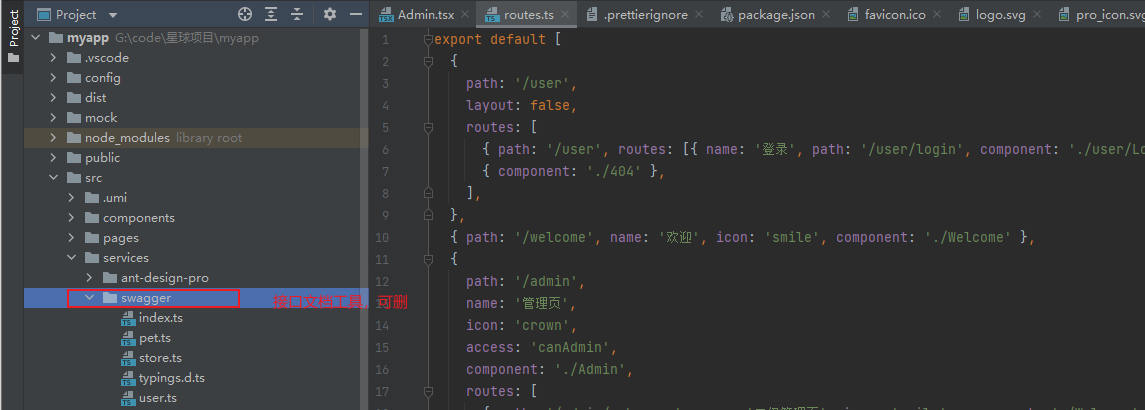 Project
Project
myapp G:\code\星球项目\myapp
.vscode
config
dist
mock
node_modules library root
public
src
.umi
components
pages
services
ant-design-pro
swagger
接口文档工具，可删
index.ts
pet.ts
store.ts
typings.d.ts
user.ts
Admin.tsx routes.ts .prettierignore package.json favicon.ico logo.svg pro_icon.svg
1 export default [
2 {
3 path: '/user',
4 layout: false,
5 routes: [
6 { path: '/user', routes: [{ name: '登录', path: '/user/login', component: './user/Lo
7 { component: './404' },
8 ],
9 },
10 { path: '/welcome', name: '欢迎', icon: 'smile', component: './Welcome' },
11 {
12 path: '/admin',
name: '管理页',
14 icon: 'crown',
15 access: 'canAdmin',
16 component: './Admin',
17 routes: [